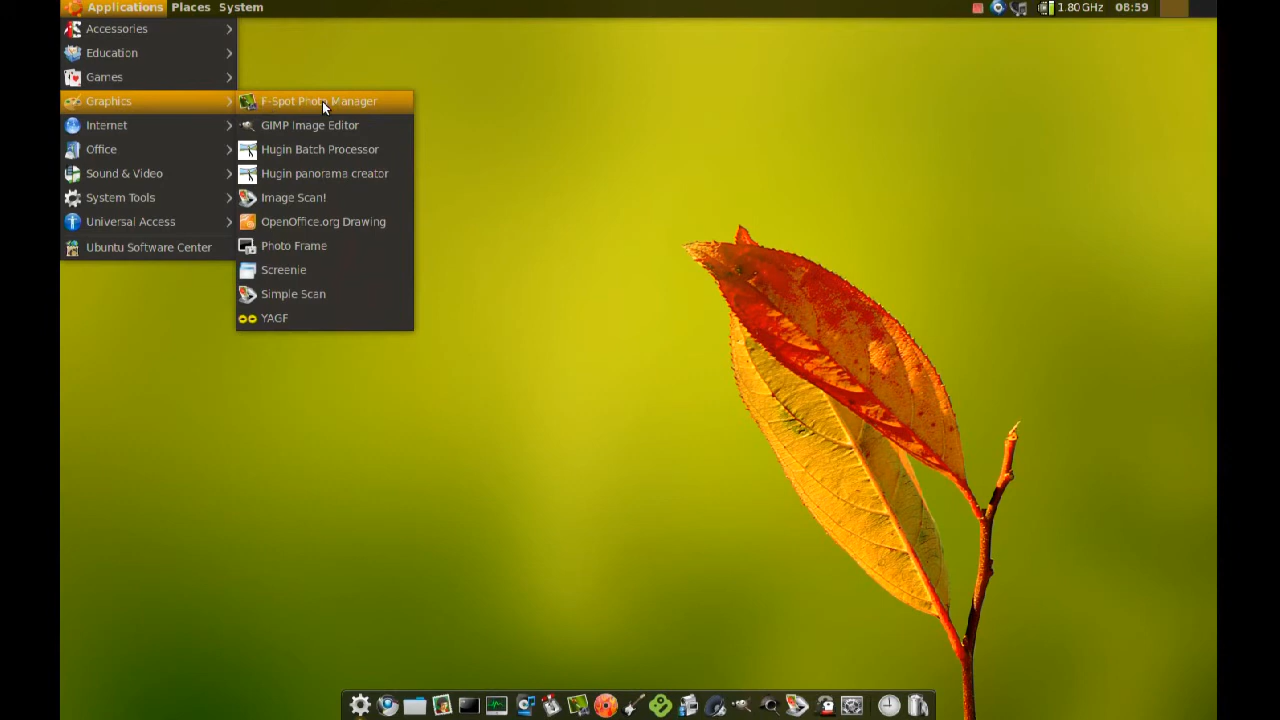 Applications Places System 1.80 GHz 08:59
Accessories
Education
Games
Graphics
Internet
Office
Sound & Video
System Tools
Universal Access
Ubuntu Software Center
F-Spot Photo Manager
GIMP Image Editor
Hugin Batch Processor
Hugin panorama creator
Image Scan!
OpenOffice.org Drawing
Photo Frame
Screenie
Simple Scan
YAGF